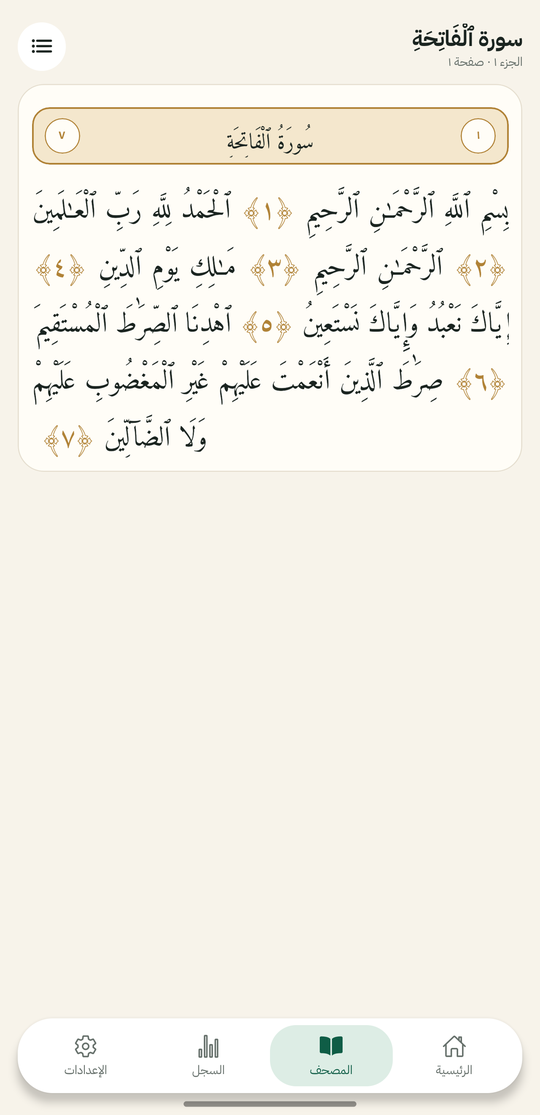 سورة ٱلْفَاتِحَةِ
الجزء ١ · صفحة ١
١ سُورَةُ ٱلْفَاتِحَةِ ٧
بِسْمِ ٱللَّهِ ٱلرَّحْمَـٰنِ ٱلرَّحِيمِ ﴿١﴾ ٱلْحَمْدُ لِلَّهِ رَبِّ ٱلْعَـٰلَمِينَ
﴿٢﴾ ٱلرَّحْمَـٰنِ ٱلرَّحِيمِ ﴿٣﴾ مَـٰلِكِ يَوْمِ ٱلدِّينِ ﴿٤﴾
إِيَّاكَ نَعْبُدُ وَإِيَّاكَ نَسْتَعِينُ ﴿٥﴾ ٱهْدِنَا ٱلصِّرَٰطَ ٱلْمُسْتَقِيمَ
﴿٦﴾ صِرَٰطَ ٱلَّذِينَ أَنْعَمْتَ عَلَيْهِمْ غَيْرِ ٱلْمَغْضُوبِ عَلَيْهِمْ
وَلَا ٱلضَّآلِّينَ ﴿٧﴾
الرئيسية
المصحف
السجل
الإعدادات